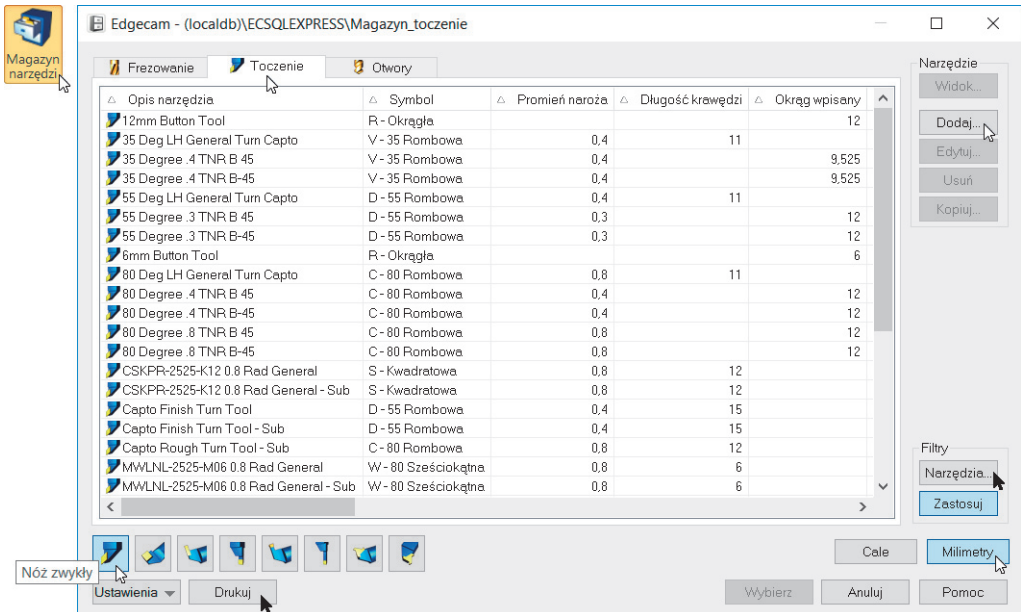 Magazyn
narzędzi
Edgecam - (localdb)\ECSQLEXPRESS\Magazyn_toczenie
Frezowanie Toczenie Otwory
Opis narzędzia Symbol Promień naroża Długość krawędzi Okrąg wpisany
12mm Button Tool R - Okrągła 12
35 Deg LH General Turn Capto V - 35 Rombowa 0,4 11
35 Degree .4 TNR B 45 V - 35 Rombowa 0,4 9,525
35 Degree .4 TNR B-45 V - 35 Rombowa 0,4 9,525
55 Deg LH General Turn Capto D - 55 Rombowa 0,4 11
55 Degree .3 TNR B 45 D - 55 Rombowa 0,3 12
55 Degree .3 TNR B-45 D - 55 Rombowa 0,3 12
6mm Button Tool R - Okrągła 6
80 Deg LH General Turn Capto C - 80 Rombowa 0,8 11
80 Degree .4 TNR B 45 C - 80 Rombowa 0,4 12
80 Degree .4 TNR B-45 C - 80 Rombowa 0,4 12
80 Degree .8 TNR B 45 C - 80 Rombowa 0,8 12
80 Degree .8 TNR B-45 C - 80 Rombowa 0,8 12
CSKPR-2525-K12 0.8 Rad General S - Kwadratowa 0,8 12
CSKPR-2525-K12 0.8 Rad General - Sub S - Kwadratowa 0,8 12
Capto Finish Turn Tool D - 55 Rombowa 0,4 15
Capto Finish Turn Tool - Sub D - 55 Rombowa 0,4 15
Capto Rough Turn Tool - Sub C - 80 Rombowa 0,8 12
MWLNL-2525-M06 0.8 Rad General W - 80 Sześciokątna 0,8 6
MWLNL-2525-M06 0.8 Rad General - Sub W - 80 Sześciokątna 0,8 6
Narzędzie
Widok...
Dodaj...
Edytuj...
Usuń
Kopiuj...
Filtry
Narzędzia...
Zastosuj
Cale Milimetry
Nóż zwykły
Ustawienia Drukuj Wybierz Anuluj Pomoc